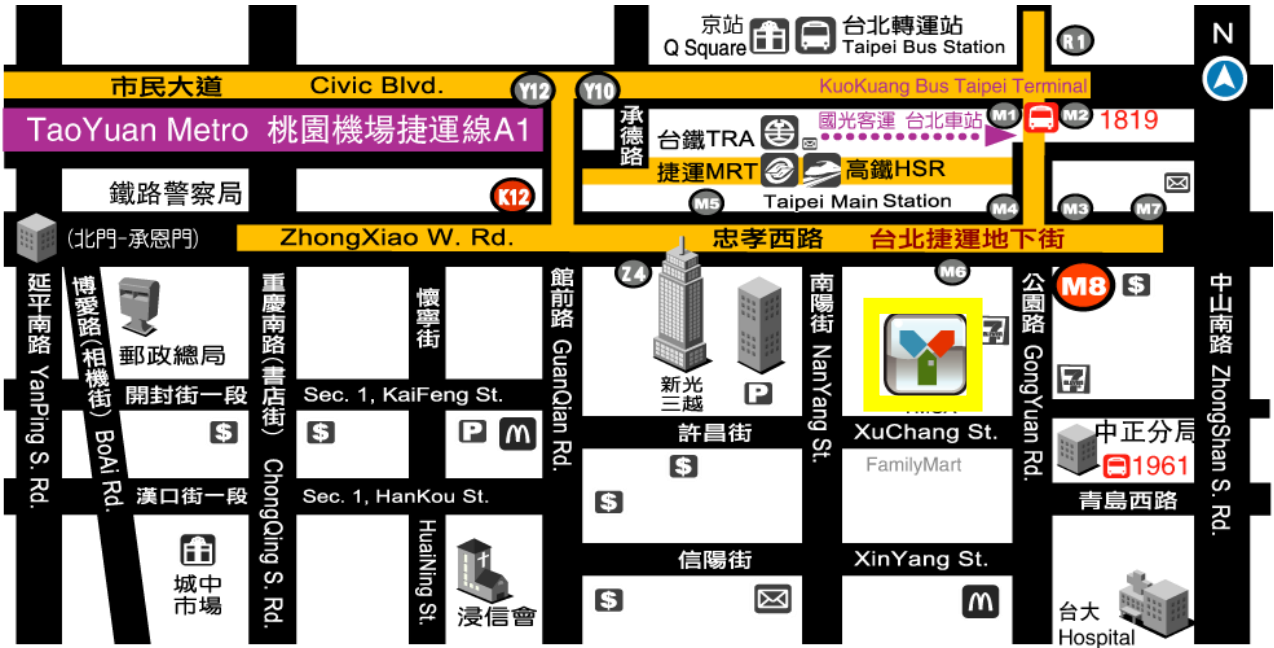 京站
Q Square
台北轉運站
Taipei Bus Station
R1
N
市民大道 Civic Blvd.
Y12
Y10
KuoKuang Bus Taipei Terminal
TaoYuan Metro 桃園機場捷運線A1
承德路
台鐵TRA
國光客運 台北車站
M1
M2
1819
捷運MRT
高鐵HSR
鐵路警察局
K12
M5
Taipei Main Station
M4
M3
M7
(北門-承恩門)
ZhongXiao W. Rd.
忠孝西路
台北捷運地下街
Z4
M6
M8
$
延平南路 YanPing S. Rd.
博愛路(相機街) BoAi Rd.
重慶南路(書店街) ChongQing S. Rd.
懷寧街
HuaiNing St.
館前路 GuanQian Rd.
南陽街 NanYang St.
公園路 GongYuan Rd.
中山南路 ZhongShan S. Rd.
郵政總局
新光
三越
P
7
ELEVEN
7
ELEVEN
開封街一段 Sec. 1, KaiFeng St.
$
$
P
M
許昌街 XuChang St.
中正分局
1961
$
FamilyMart
漢口街一段 Sec. 1, HanKou St.
$
青島西路
城中
市場
浸信會
信陽街 XinYang St.
$
M
台大
Hospital